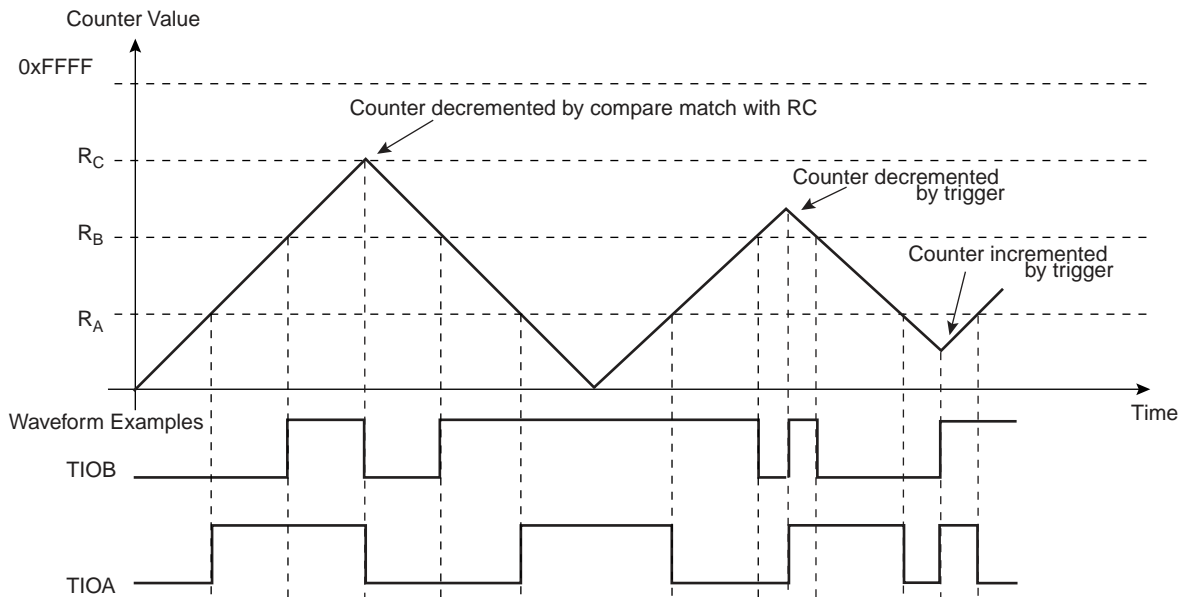 Counter Value
0xFFFF
Counter decremented by compare match with RC
RC
Counter decremented
by trigger
RB
Counter incremented
by trigger
RA
Time
Waveform Examples
TIOB
TIOA